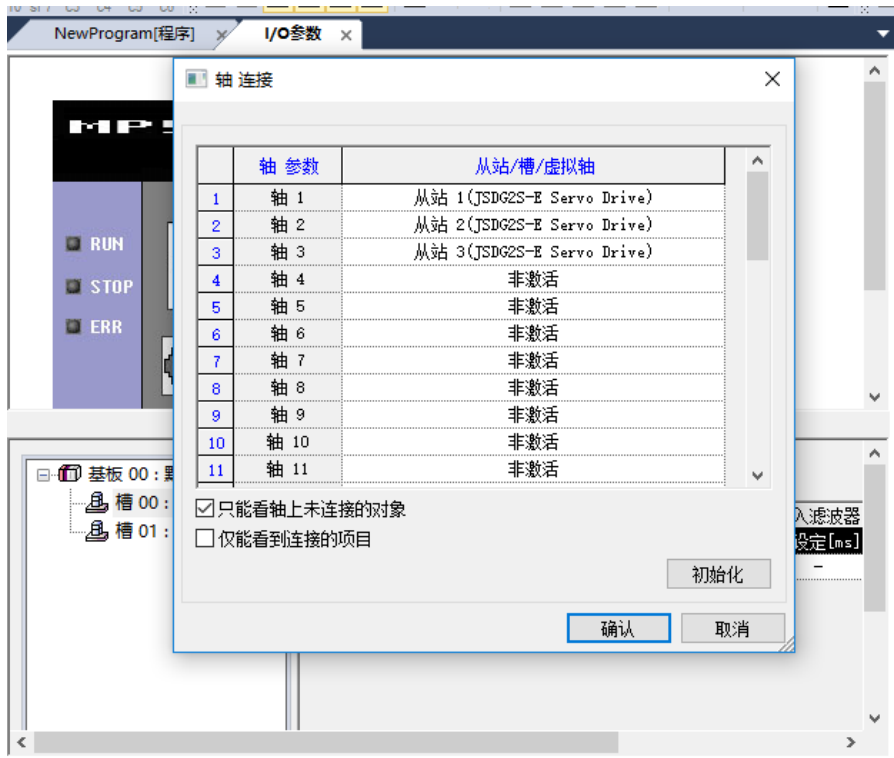 NewProgram[程序]
I/O参数
轴 连接
轴 参数 从站/槽/虚拟轴
1 轴 1 从站 1(JSDG2S-E Servo Drive)
2 轴 2 从站 2(JSDG2S-E Servo Drive)
3 轴 3 从站 3(JSDG2S-E Servo Drive)
4 轴 4 非激活
5 轴 5 非激活
6 轴 6 非激活
7 轴 7 非激活
8 轴 8 非激活
9 轴 9 非激活
10 轴 10 非激活
11 轴 11 非激活
只能看轴上未连接的对象
仅能看到连接的项目
初始化
确认 取消
RUN
STOP
ERR
基板 00 :
槽 00 :
槽 01 :
入滤波器
设定[ms]
-